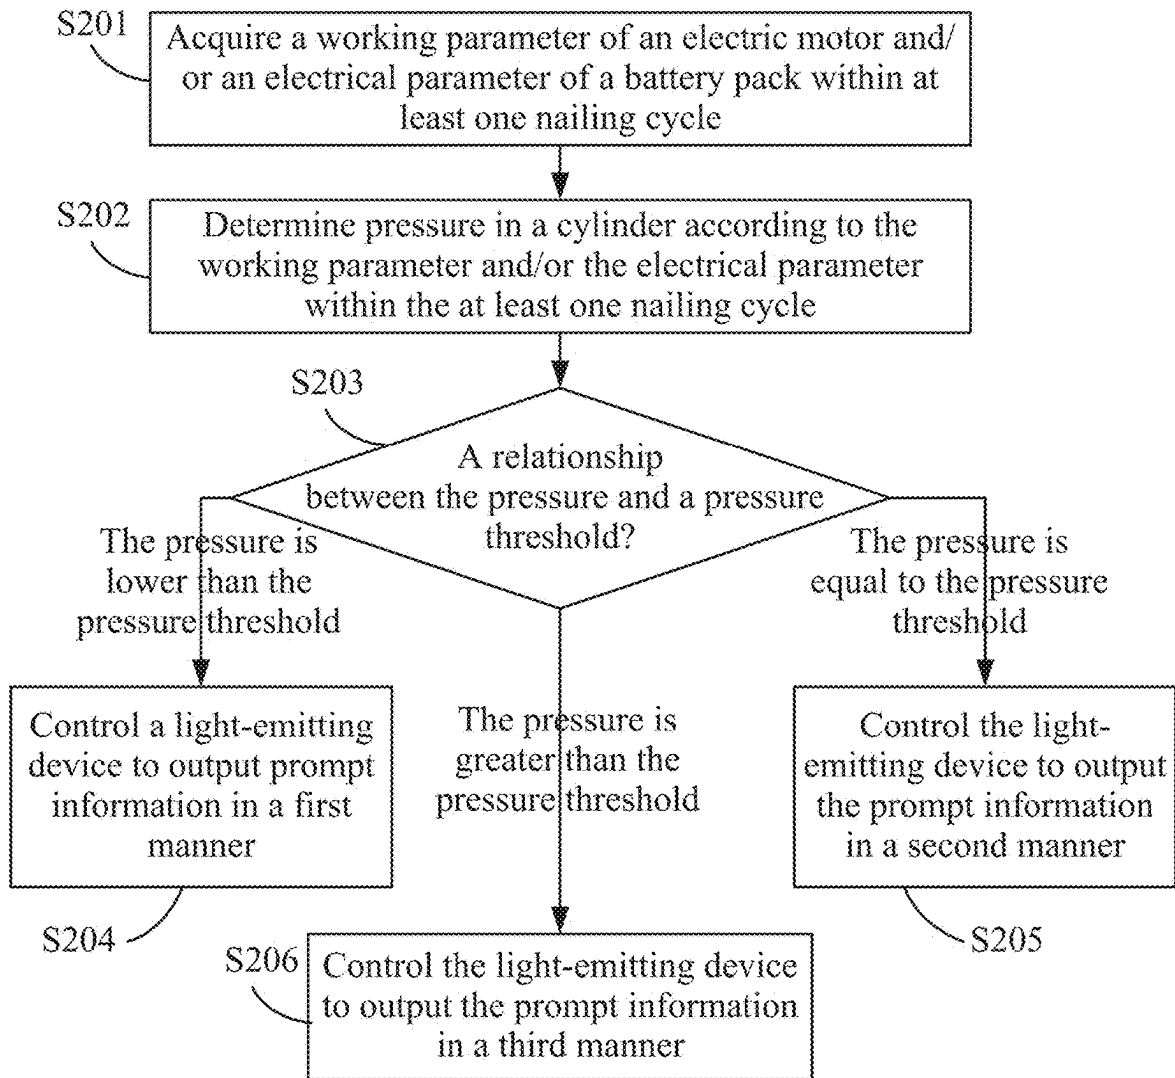 S201
Acquire a working parameter of an electric motor and/
or an electrical parameter of a battery pack within at
least one nailing cycle
S202
Determine pressure in a cylinder according to the
working parameter and/or the electrical parameter
within the at least one nailing cycle
S203
A relationship
between the pressure and a pressure
threshold?
The pressure is
lower than the
pressure threshold
The pressure is
equal to the pressure
threshold
The pressure is
greater than the
pressure threshold
Control a light-emitting
device to output prompt
information in a first
manner
S204
Control the light-
emitting device to output
the prompt information
in a second manner
S205
S206
Control the light-emitting device
to output the prompt information
in a third manner